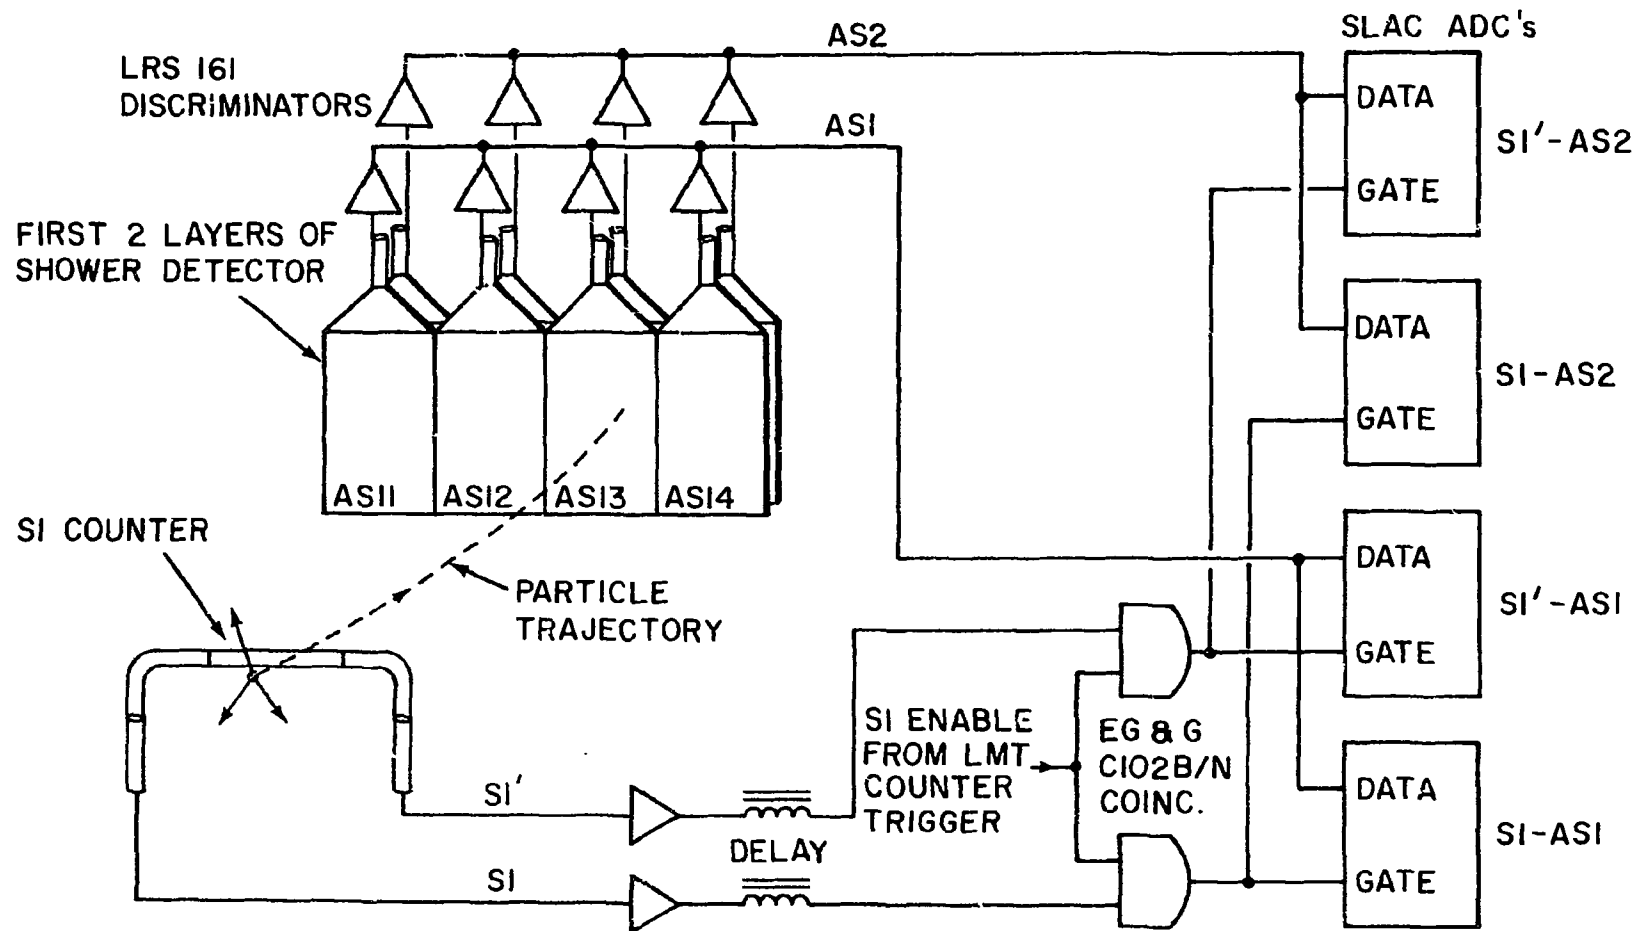 SLAC ADC's
AS2
LRS 161
DISCRIMINATORS
DATA
S1'-AS2
GATE
AS1
FIRST 2 LAYERS OF
SHOWER DETECTOR
DATA
S1-AS2
GATE
AS11 AS12 AS13 AS14
S1 COUNTER
PARTICLE
TRAJECTORY
DATA
S1'-AS1
GATE
S1 ENABLE
FROM LMT
COUNTER
TRIGGER
EG & G
C102B/N
COINC.
S1'
DELAY
S1
DATA
S1-AS1
GATE